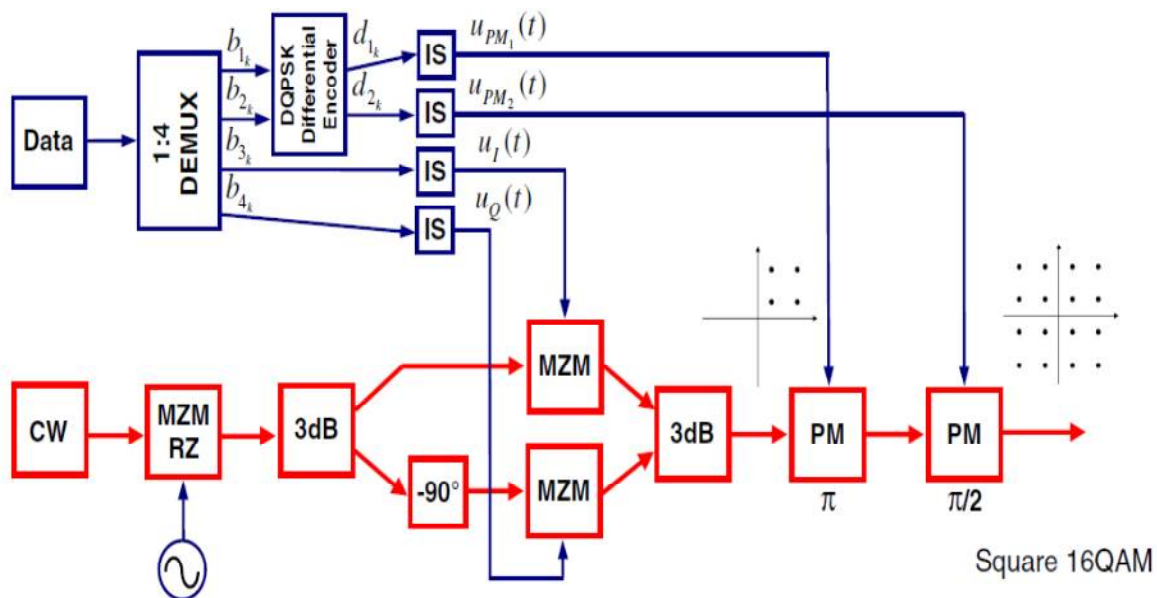 Data
1:4 DEMUX
b1k
b2k
b3k
b4k
DQPSK Differential Encoder
d1k
d2k
IS
IS
IS
IS
uPM1(t)
uPM2(t)
uI(t)
uQ(t)
CW
MZM RZ
3dB
-90°
MZM
MZM
3dB
PM
π
PM
π/2
Square 16QAM